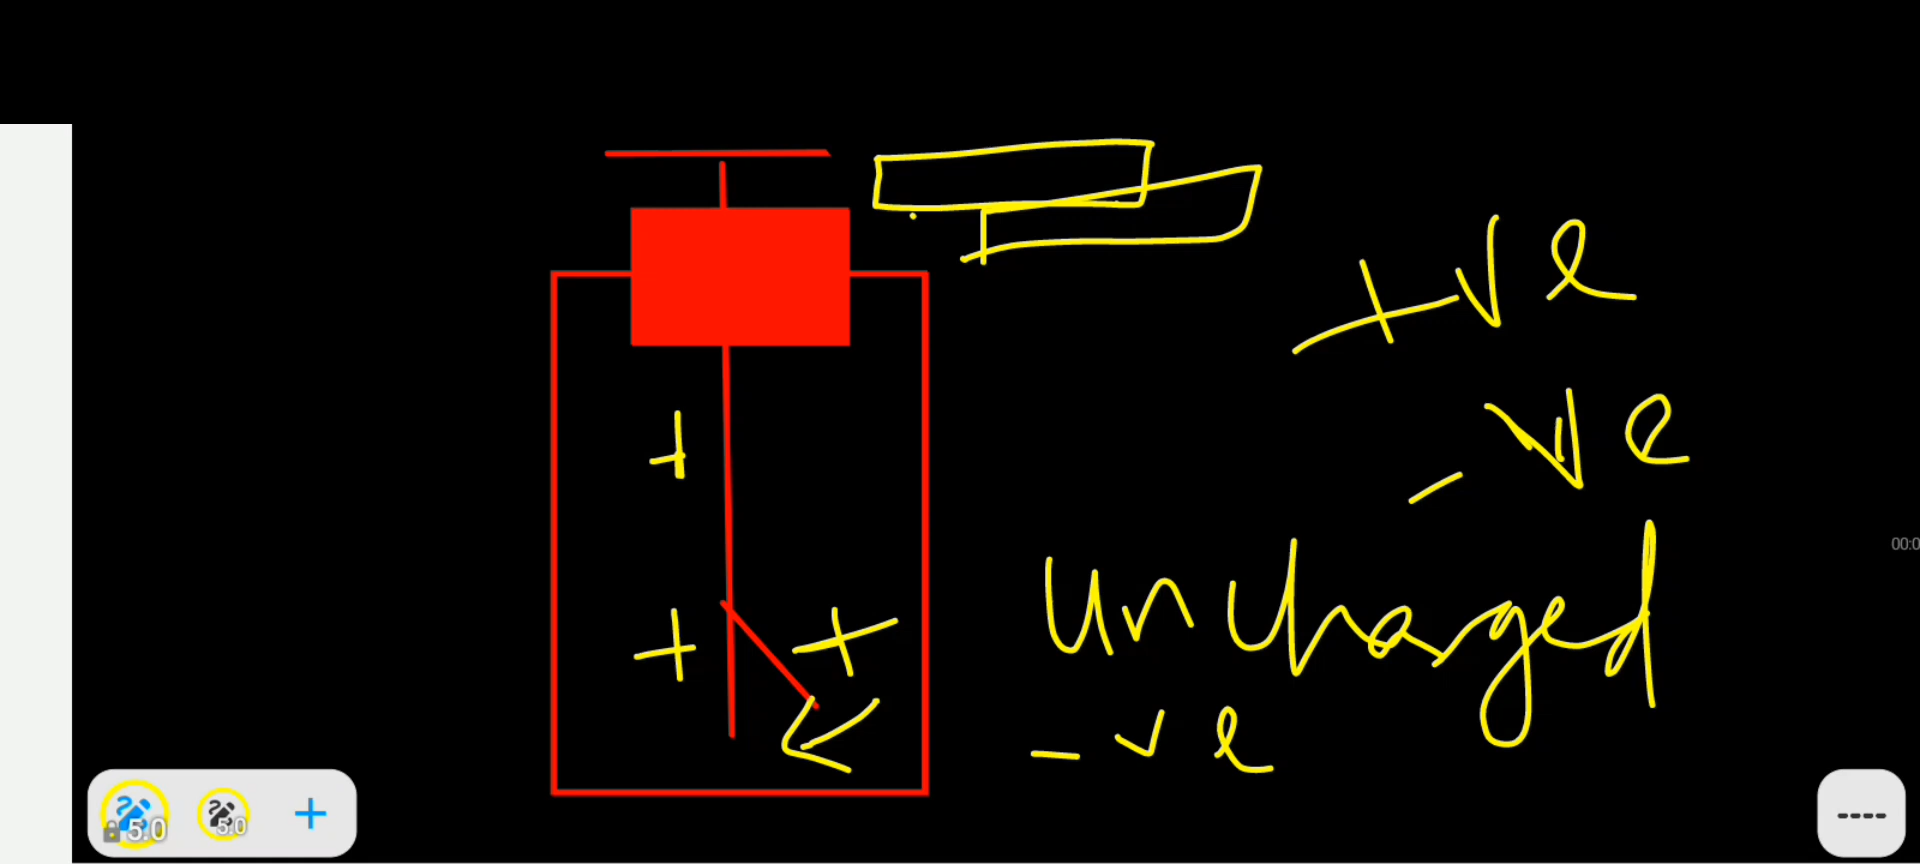 +ve
+
- ve
Uncharged
+ +
- ve
5.0 5.0 +
00:0
----